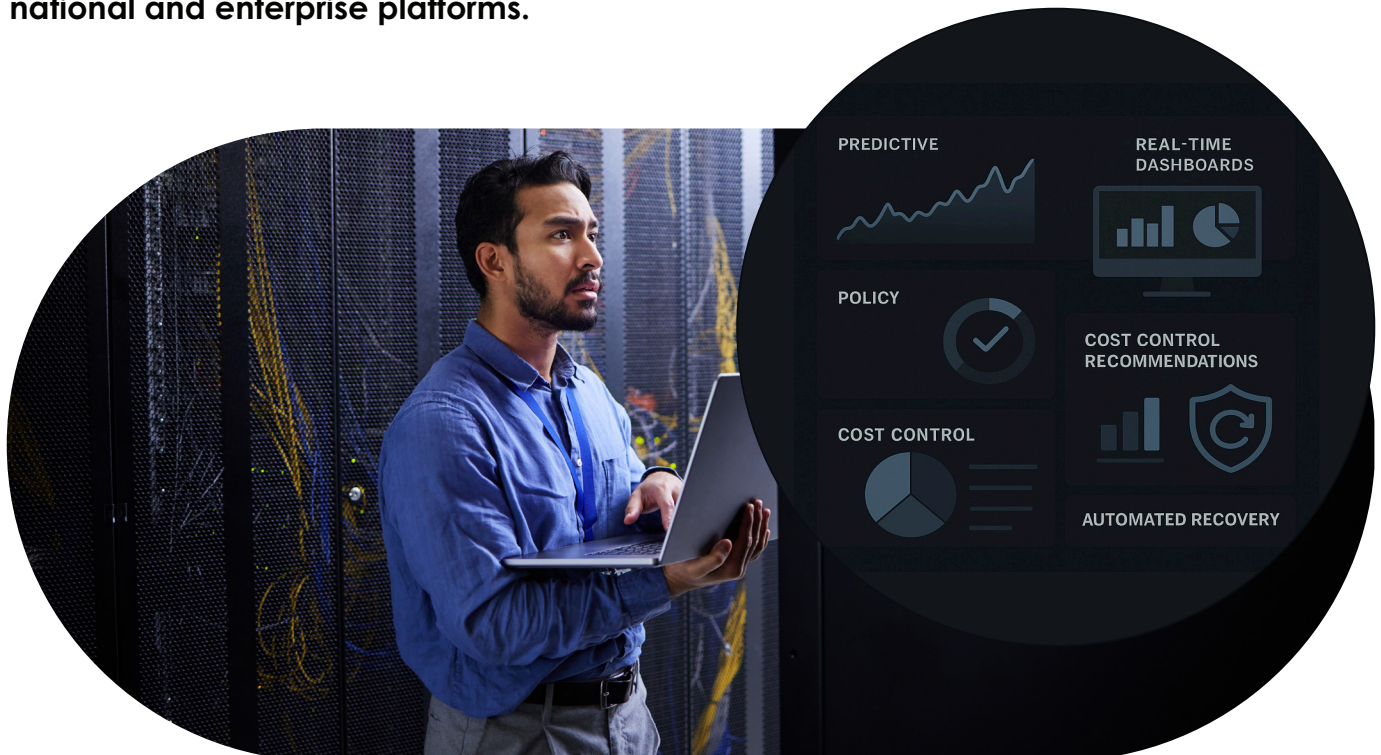 national and enterprise platforms.
PREDICTIVE
REAL-TIME
DASHBOARDS
POLICY
COST CONTROL
RECOMMENDATIONS
COST CONTROL
AUTOMATED RECOVERY